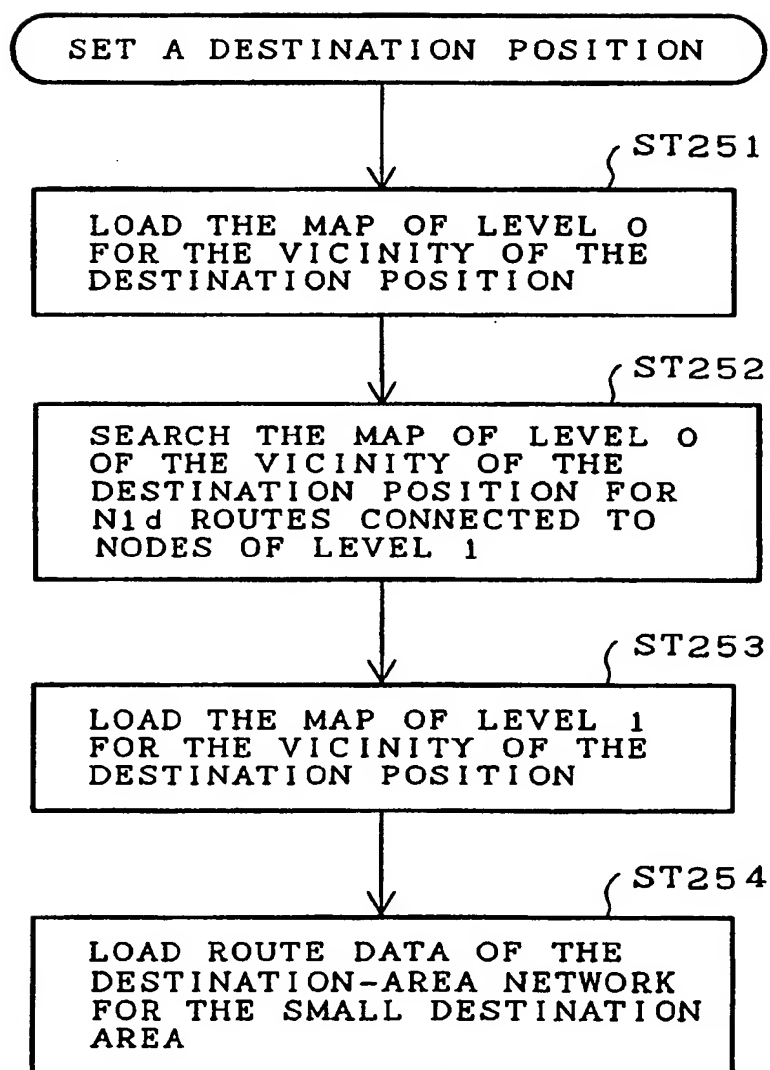 SET A DESTINATION POSITION
ST251
LOAD THE MAP OF LEVEL 0
FOR THE VICINITY OF THE
DESTINATION POSITION
ST252
SEARCH THE MAP OF LEVEL 0
OF THE VICINITY OF THE
DESTINATION POSITION FOR
N1d ROUTES CONNECTED TO
NODES OF LEVEL 1
ST253
LOAD THE MAP OF LEVEL 1
FOR THE VICINITY OF THE
DESTINATION POSITION
ST254
LOAD ROUTE DATA OF THE
DESTINATION-AREA NETWORK
FOR THE SMALL DESTINATION
AREA